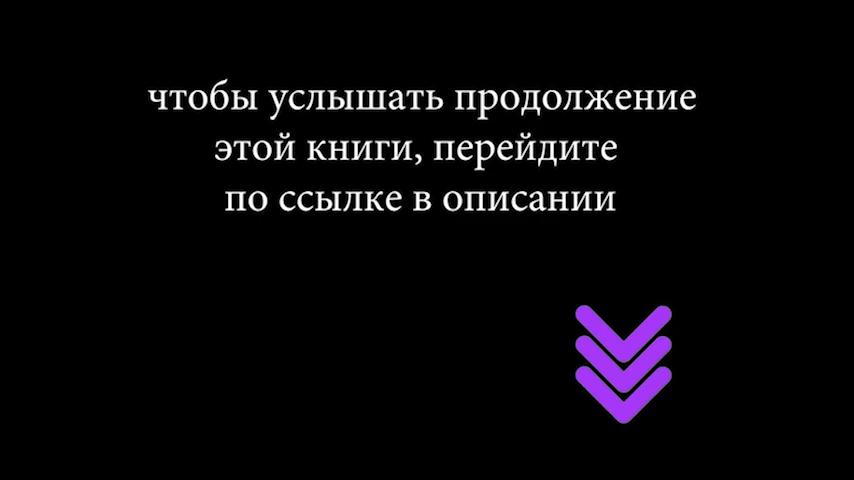 чтобы услышать продолжение
этой книги, перейдите
по ссылке в описании